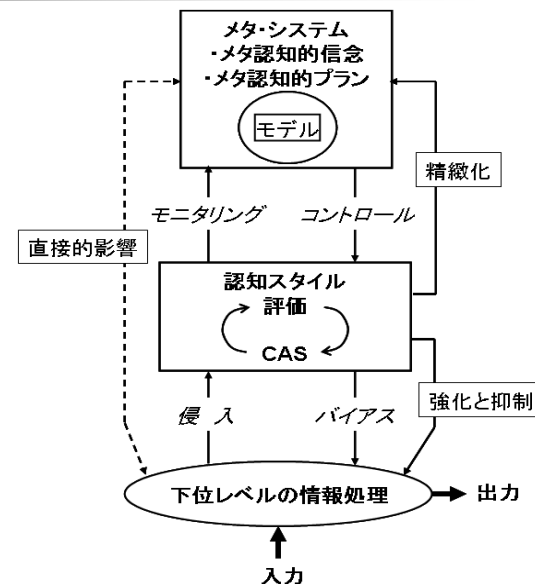 メタ・システム
・メタ認知的信念
・メタ認知的プラン
モデル
精緻化
モニタリング
コントロール
直接的影響
認知スタイル
評価
CAS
強化と抑制
侵 入
バイアス
下位レベルの情報処理
出力
入力